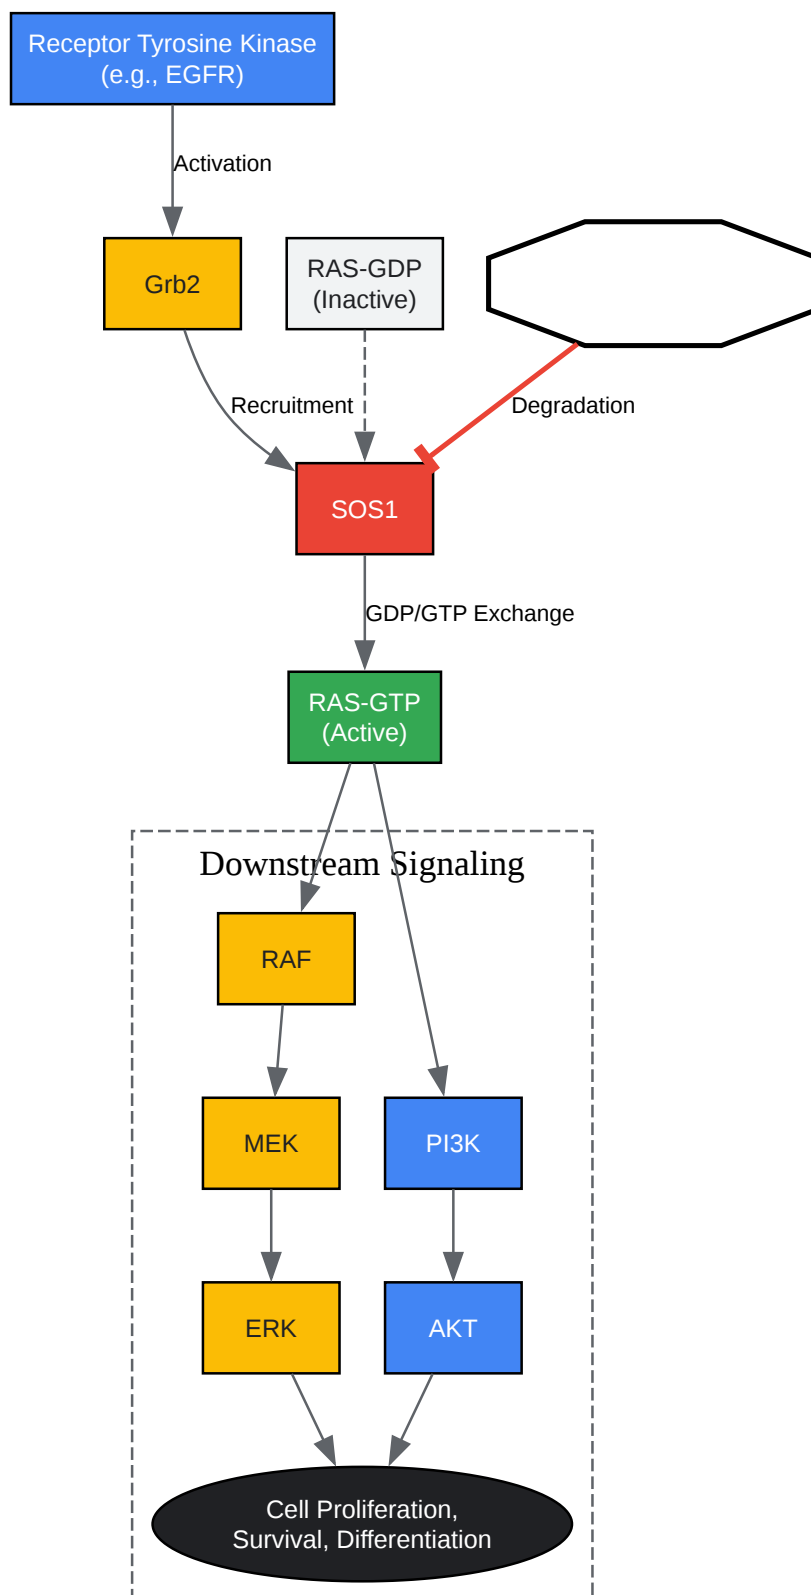 Receptor Tyrosine Kinase
(e.g., EGFR)
Activation
Grb2
RAS-GDP
(Inactive)
Recruitment
Degradation
SOS1
GDP/GTP Exchange
RAS-GTP
(Active)
Downstream Signaling
RAF
MEK
PI3K
ERK
AKT
Cell Proliferation,
Survival, Differentiation